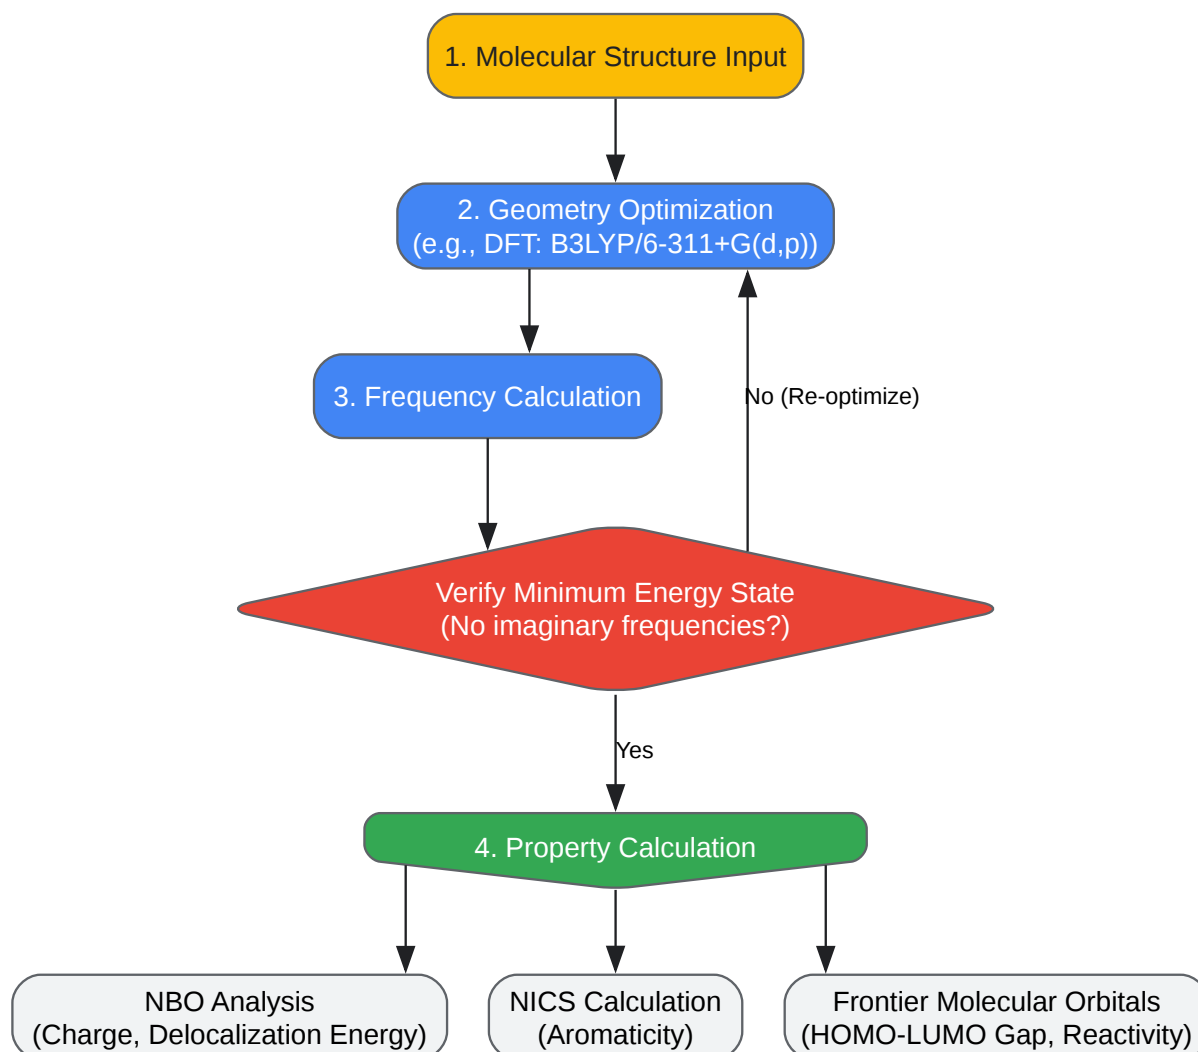 1. Molecular Structure Input
2. Geometry Optimization
(e.g., DFT: B3LYP/6-311+G(d,p))
3. Frequency Calculation
No (Re-optimize)
Verify Minimum Energy State
(No imaginary frequencies?)
Yes
4. Property Calculation
NBO Analysis
(Charge, Delocalization Energy)
NICS Calculation
(Aromaticity)
Frontier Molecular Orbitals
(HOMO-LUMO Gap, Reactivity)